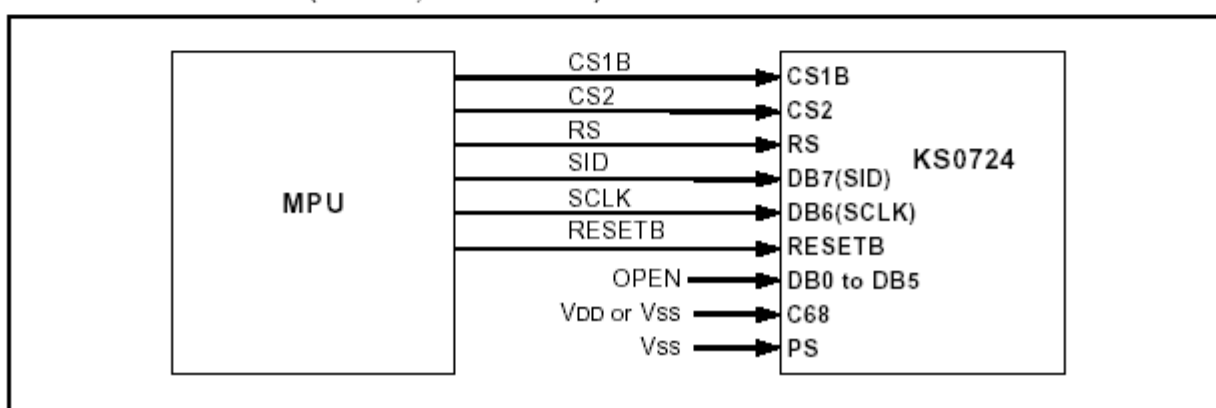 CS1B
CS2
RS
SID
SCLK
RESETB
OPEN
VDD or VSS
VSS
MPU
CS1B
CS2
RS
DB7(SID)
DB6(SCLK)
RESETB
DB0 to DB5
C68
PS
KS0724